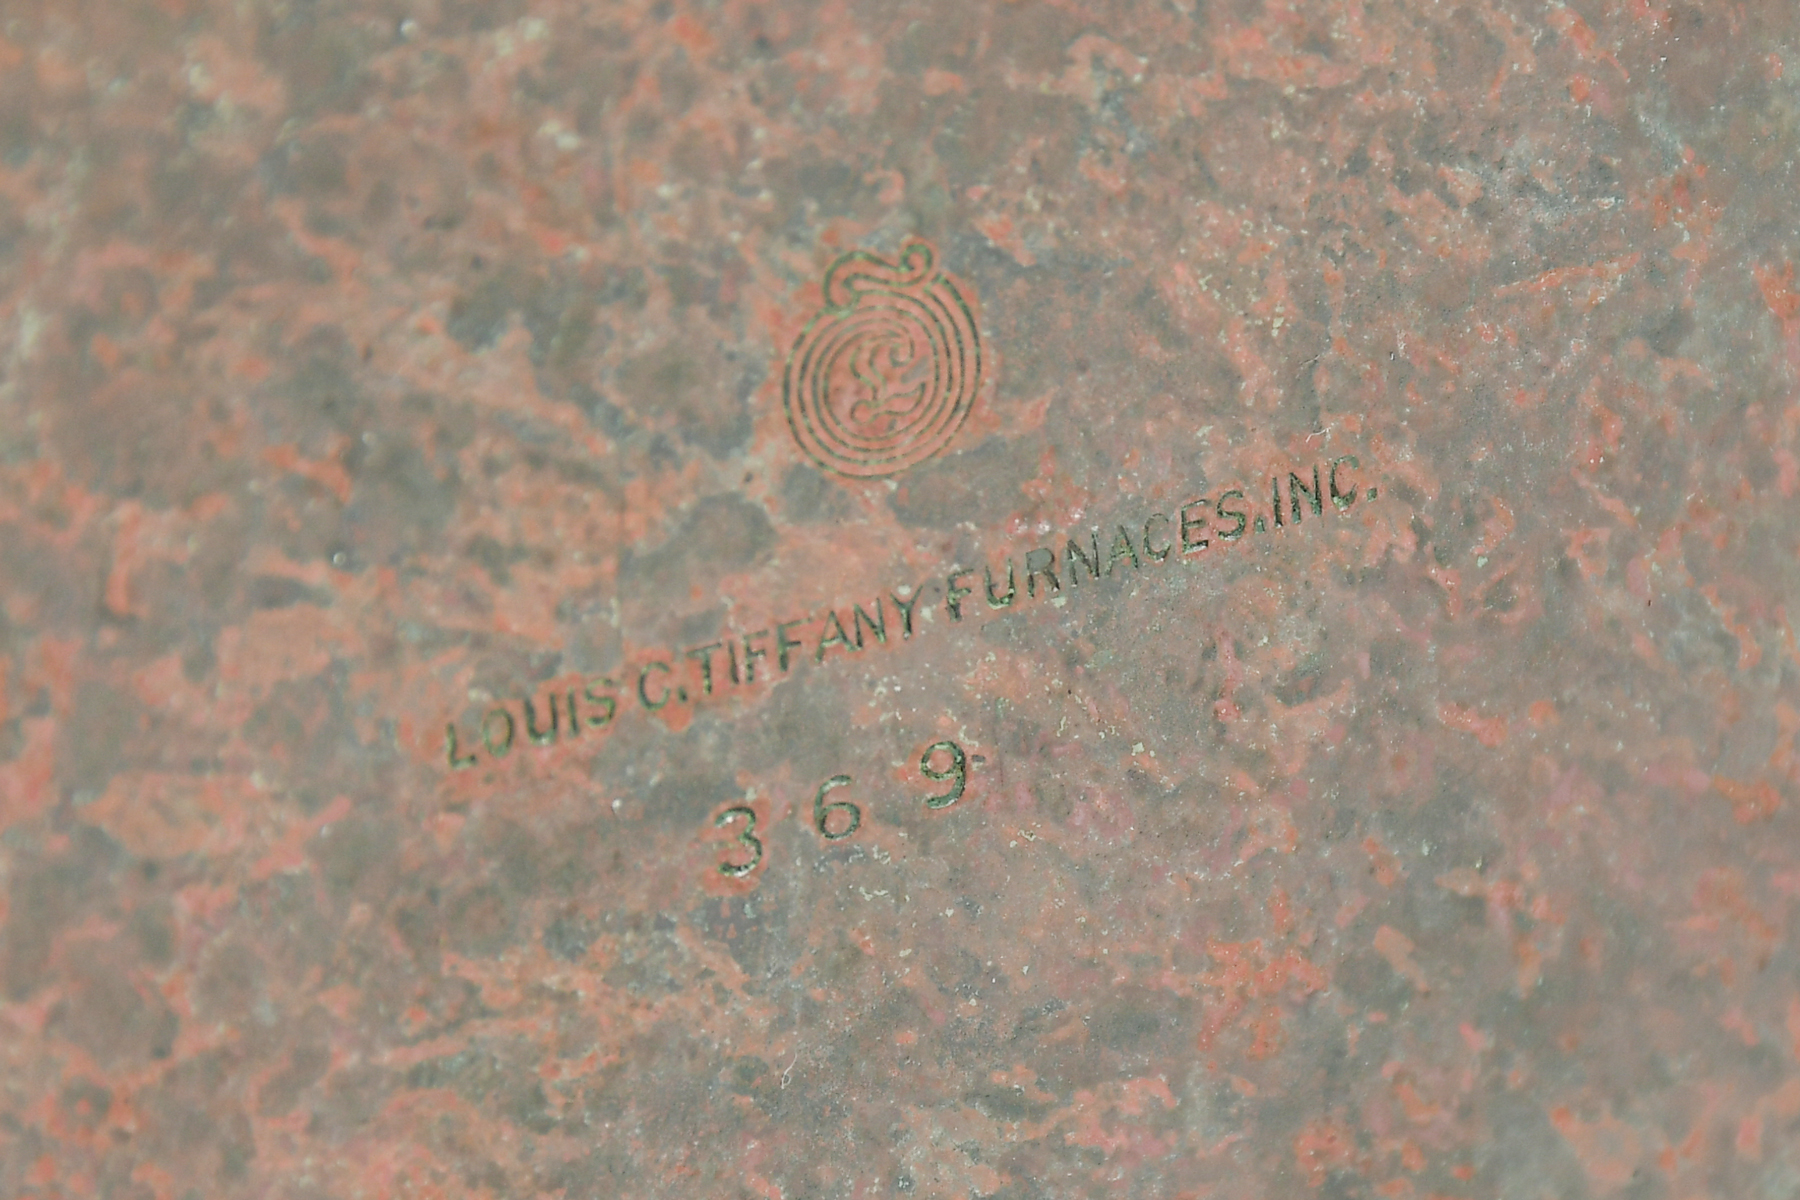 LOUIS C. TIFFANY FURNACES, INC.
369